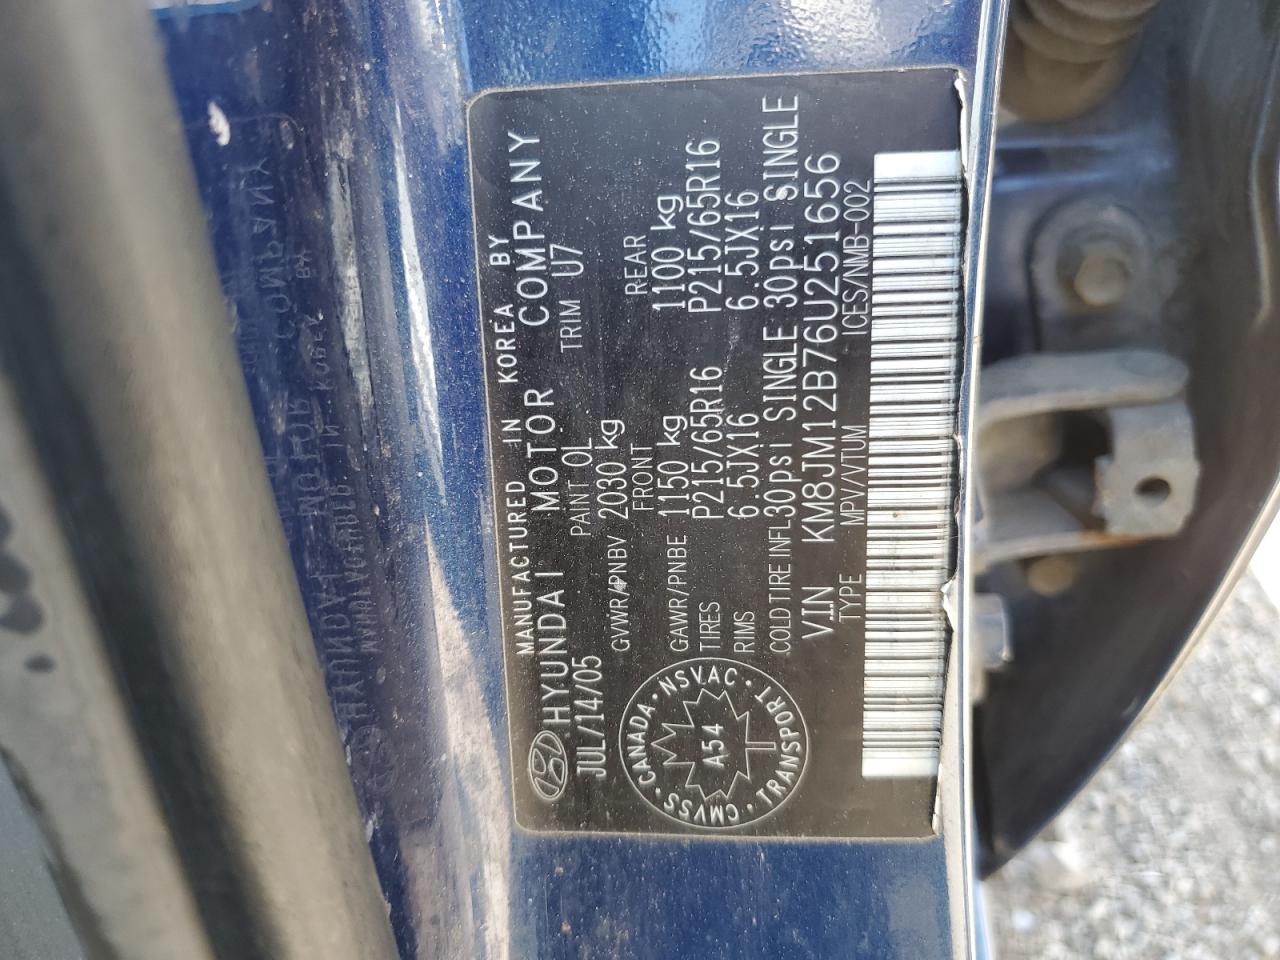 MANUFACTURED IN KOREA BY
HYUNDAI MOTOR COMPANY
JUL/14/05 PAINT OL TRIM U7
GVWR/PNBV 2030 kg
FRONT REAR
GAWR/PNBE 1150 kg 1100 kg
TIRES P215/65R16 P215/65R16
RIMS 6.5JX16 6.5JX16
COLD TIRE INFL 30psi SINGLE 30psi SINGLE
VIN KM8JM12B76U251656
TYPE MPV/VTUM ICES/NMB-002
CANADA · NSVAC · TRANSPORT · CMVSS ·
A54